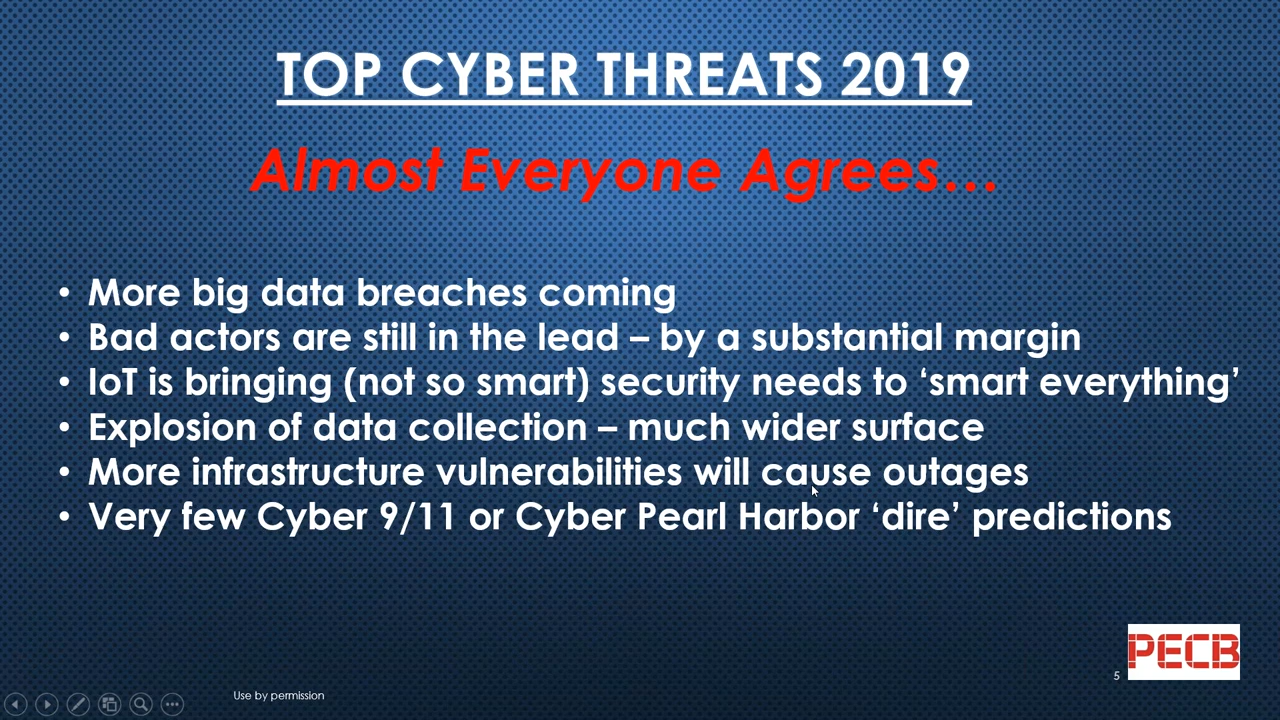 TOP CYBER THREATS 2019
Almost Everyone Agrees...
• More big data breaches coming
• Bad actors are still in the lead – by a substantial margin
• IoT is bringing (not so smart) security needs to ‘smart everything’
• Explosion of data collection – much wider surface
• More infrastructure vulnerabilities will cause outages
• Very few Cyber 9/11 or Cyber Pearl Harbor ‘dire’ predictions
PECB
5
Use by permission